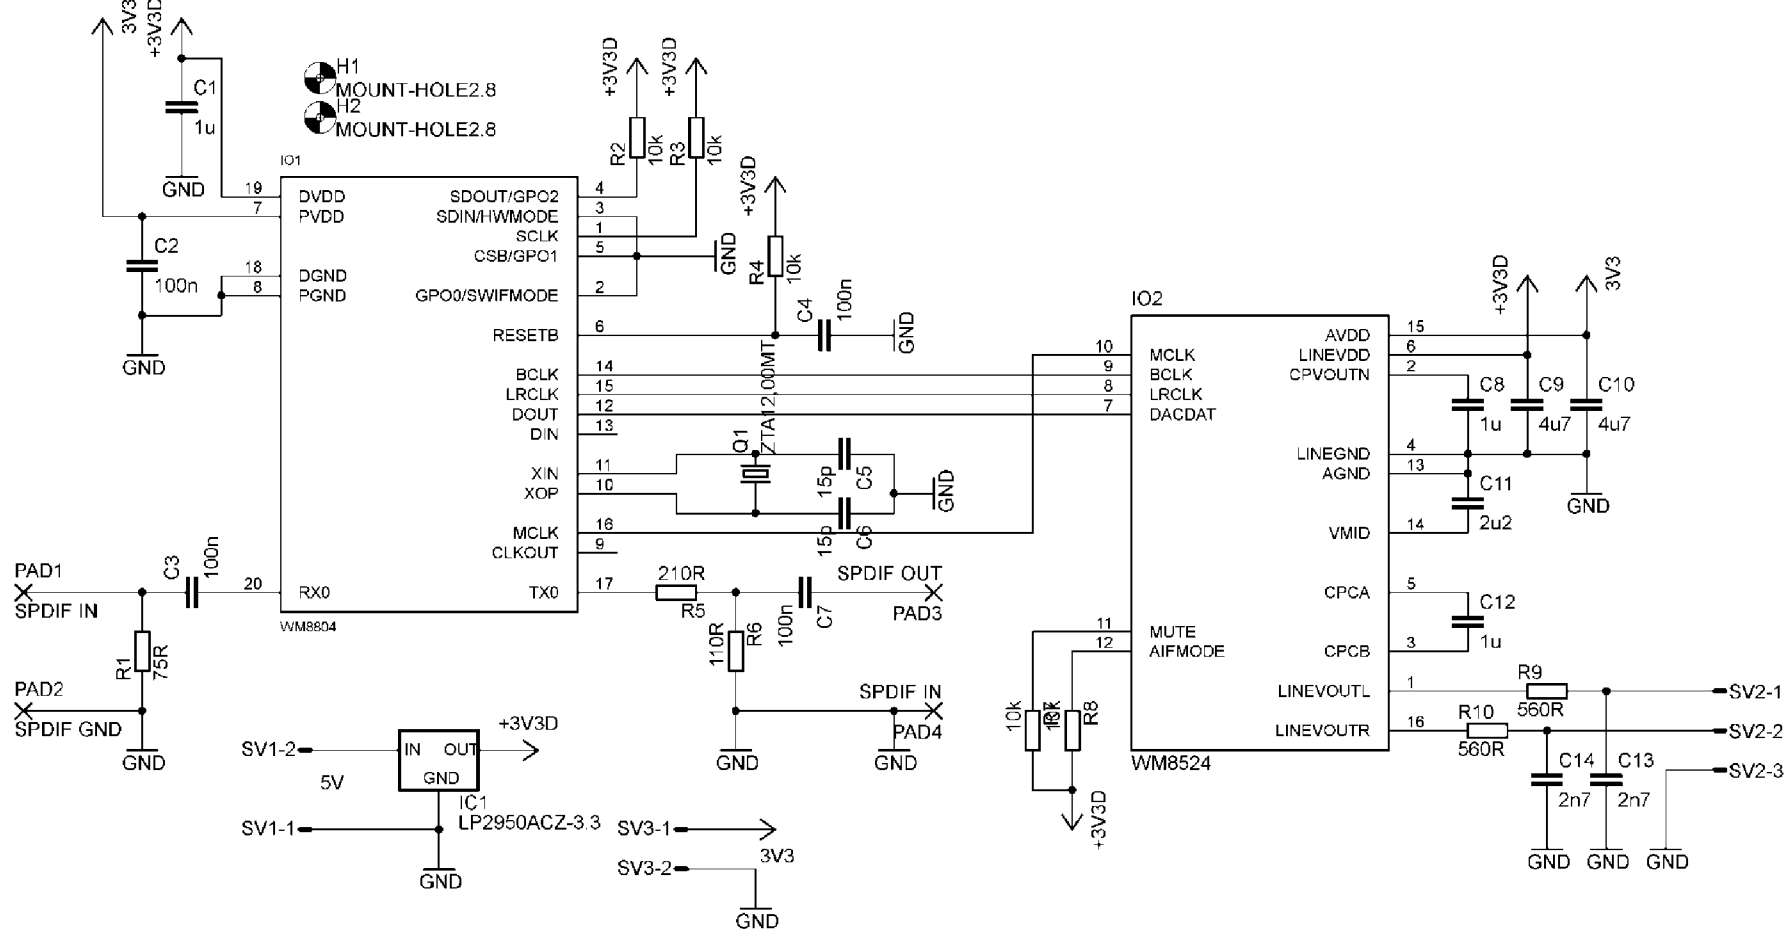 3V3
+3V3D
C1
1u
GND
H1
MOUNT-HOLE2.8
H2
MOUNT-HOLE2.8
+3V3D
+3V3D
R2
10k
R3
10k
IO1
19 DVDD
7 PVDD
18 DGND
8 PGND
20 RX0
C2
100n
GND
SDOUT/GPO2 4
SDIN/HWMODE 3
SCLK 1
CSB/GPO1 5
GPO0/SWIFMODE 2
RESETB 6
BCLK 14
LRCLK 15
DOUT 12
DIN 13
XIN 11
XOP 10
MCLK 16
CLKOUT 9
TX0 17
WM8804
GND
+3V3D
R4
10k
C4
100n
GND
Q1
ZTA12,00MT
15p
C5
15p
C6
GND
PAD1
SPDIF IN
C3
100n
R1
75R
PAD2
SPDIF GND
GND
210R
R5
110R
R6
100n
C7
SPDIF OUT
PAD3
SPDIF IN
PAD4
GND
GND
SV1-2
5V
IN
OUT
GND
+3V3D
IC1
LP2950ACZ-3.3
SV1-1
GND
SV3-1
3V3
SV3-2
GND
IO2
10 MCLK
9 BCLK
8 LRCLK
7 DACDAT
11 MUTE
12 AIFMODE
AVDD 15
LINEVDD 6
CPVOUTN 2
LINEGND 4
AGND 13
VMID 14
CPCA 5
CPCB 3
LINEVOUTL 1
LINEVOUTR 16
WM8524
10k
R8
+3V3D
+3V3D
3V3
C8
1u
C9
4u7
C10
4u7
C11
2u2
GND
C12
1u
R9
560R
R10
560R
C14
2n7
C13
2n7
SV2-1
SV2-2
SV2-3
GND
GND
GND